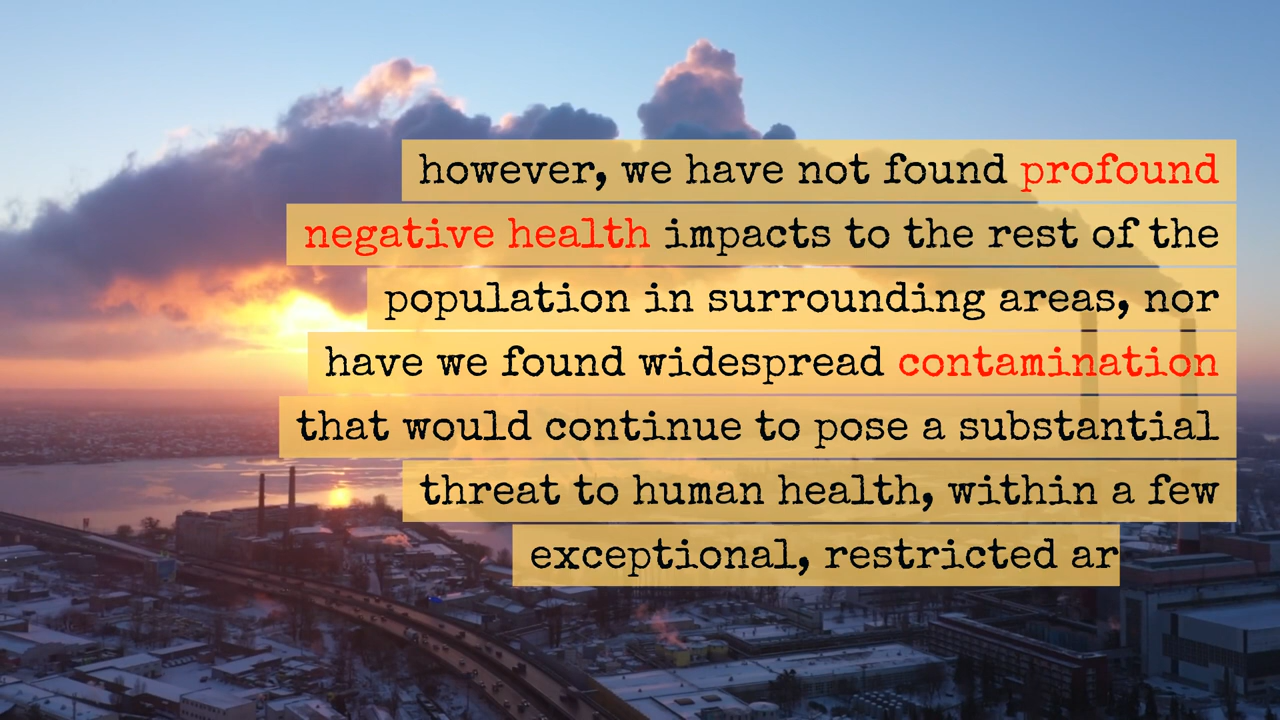 however, we have not found profound
negative health impacts to the rest of the
population in surrounding areas, nor
have we found widespread contamination
that would continue to pose a substantial
threat to human health, within a few
exceptional, restricted ar